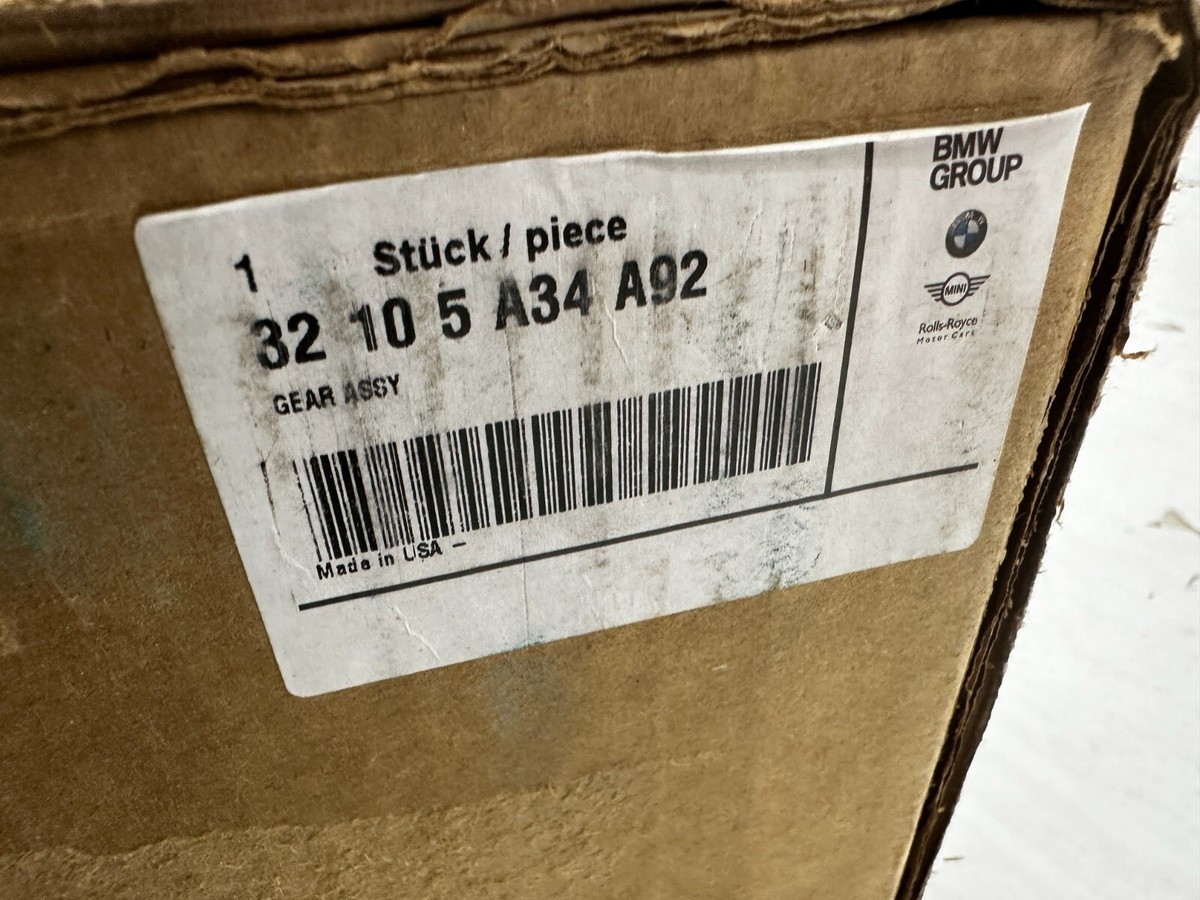 1 Stück / piece
32 10 5 A34 A92
GEAR ASSY
Made in USA –
BMW
GROUP
BMW
MINI
Rolls-Royce
Motor Cars